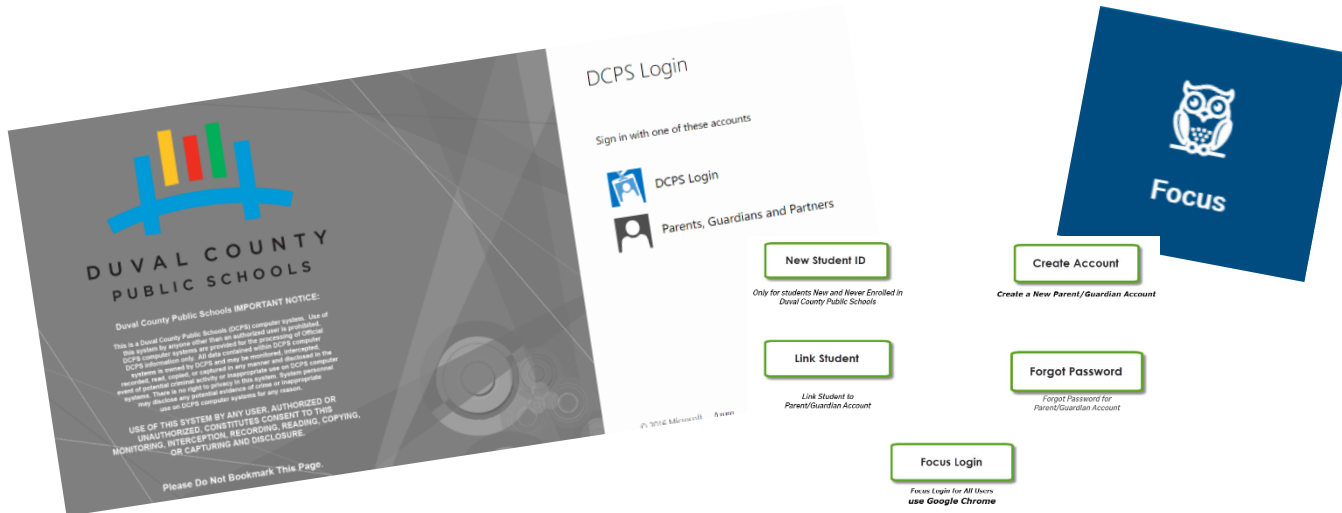 DUVAL COUNTY
PUBLIC SCHOOLS
Duval County Public Schools IMPORTANT NOTICE:
This is a Duval County Public Schools (DCPS) computer system. Use of
this system by anyone other than an authorized user is prohibited.
DCPS computer systems are provided for the processing of Official
DCPS information only. All data contained within DCPS computer
systems is owned by DCPS and may be monitored, intercepted,
recorded, read, copied, or captured in any manner and disclosed in the
event of potential criminal activity or inappropriate use on DCPS computer
systems. There is no right to privacy in this system. System personnel
may disclose any potential evidence of crime or inappropriate
use on DCPS computer systems for any reason.
USE OF THIS SYSTEM BY ANY USER, AUTHORIZED OR
UNAUTHORIZED, CONSTITUTES CONSENT TO THIS
MONITORING, INTERCEPTION, RECORDING, READING, COPYING,
OR CAPTURING AND DISCLOSURE.
Please Do Not Bookmark This Page.
DCPS Login
Sign in with one of these accounts
DCPS Login
Parents, Guardians and Partners
© 2016 Microsoft
Focus
New Student ID
Only for students New and Never Enrolled in
Duval County Public Schools
Create Account
Create a New Parent/Guardian Account
Link Student
Link Student to
Parent/Guardian Account
Forgot Password
Forgot Password for
Parent/Guardian Account
Focus Login
Focus Login for All Users
use Google Chrome